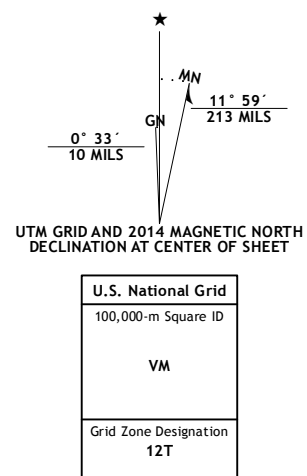 ★
MN
GN
11° 59´
213 MILS
0° 33´
10 MILS
UTM GRID AND 2014 MAGNETIC NORTH
DECLINATION AT CENTER OF SHEET
U.S. National Grid
100,000-m Square ID
VM
Grid Zone Designation
12T